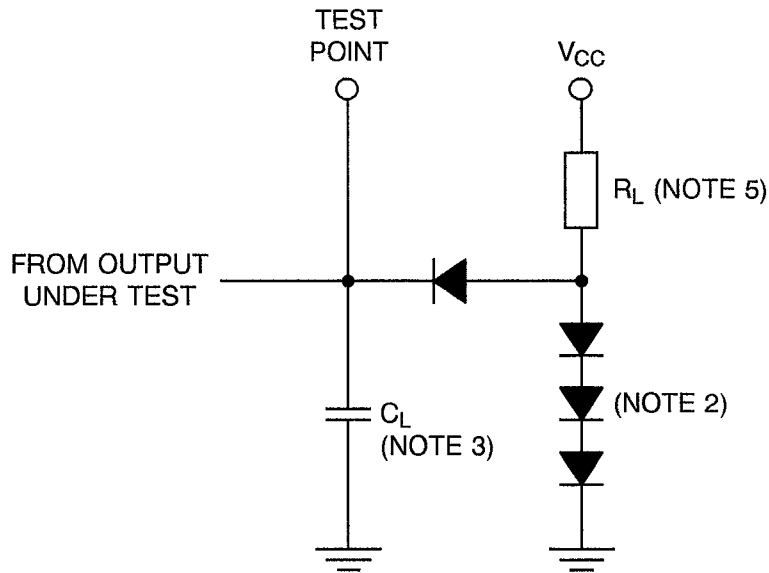 TEST
POINT
VCC
RL (NOTE 5)
FROM OUTPUT
UNDER TEST
CL
(NOTE 3)
(NOTE 2)